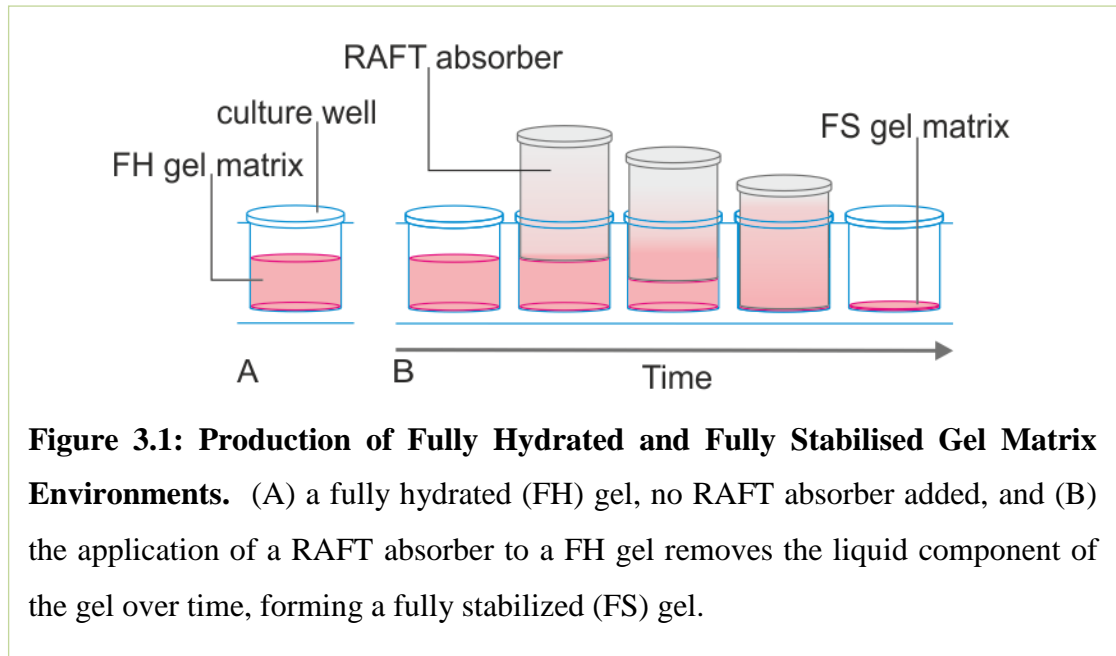 RAFT absorber
culture well
FS gel matrix
FH gel matrix
A
B
Time
Figure 3.1: Production of Fully Hydrated and Fully Stabilised Gel Matrix
Environments. (A) a fully hydrated (FH) gel, no RAFT absorber added, and (B)
the application of a RAFT absorber to a FH gel removes the liquid component of
the gel over time, forming a fully stabilized (FS) gel.